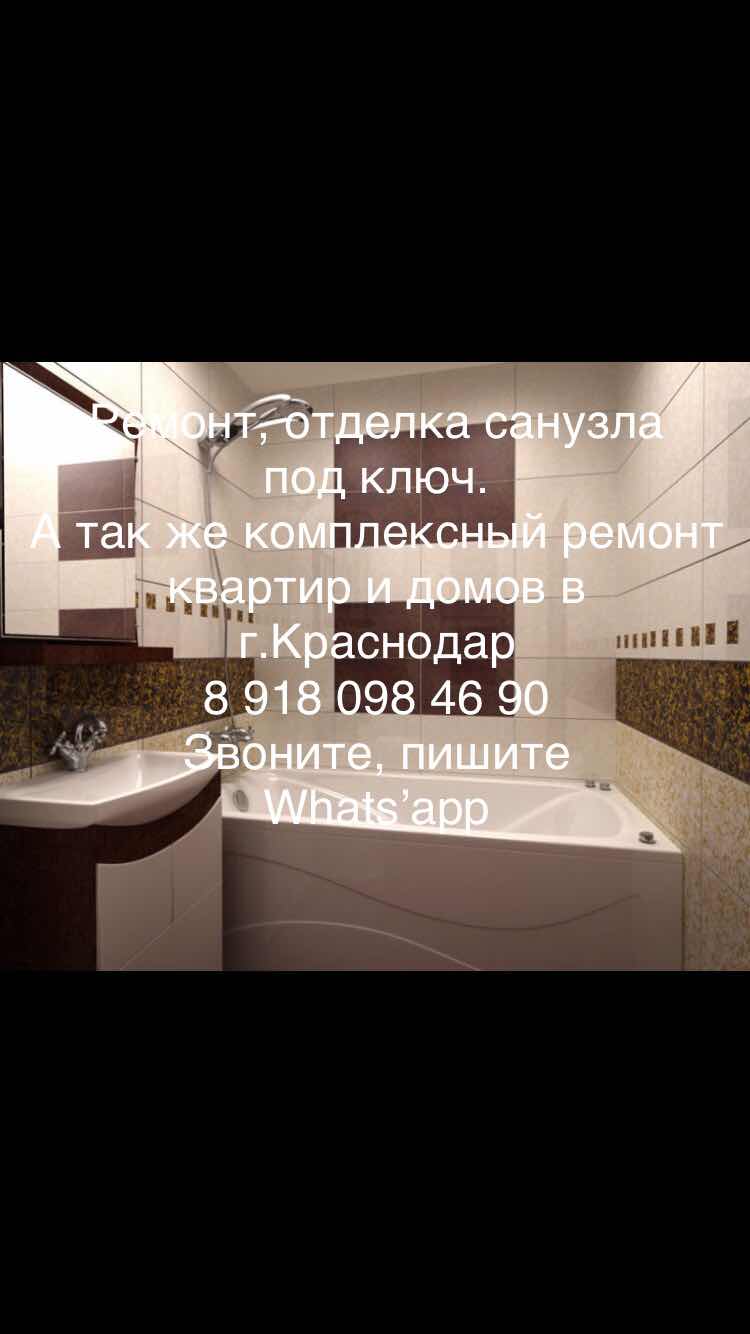 Ремонт, отделка санузла
под ключ.
А так же комплексный ремонт
квартир и домов в
г.Краснодар
8 918 098 46 90
Звоните, пишите
Whats’app